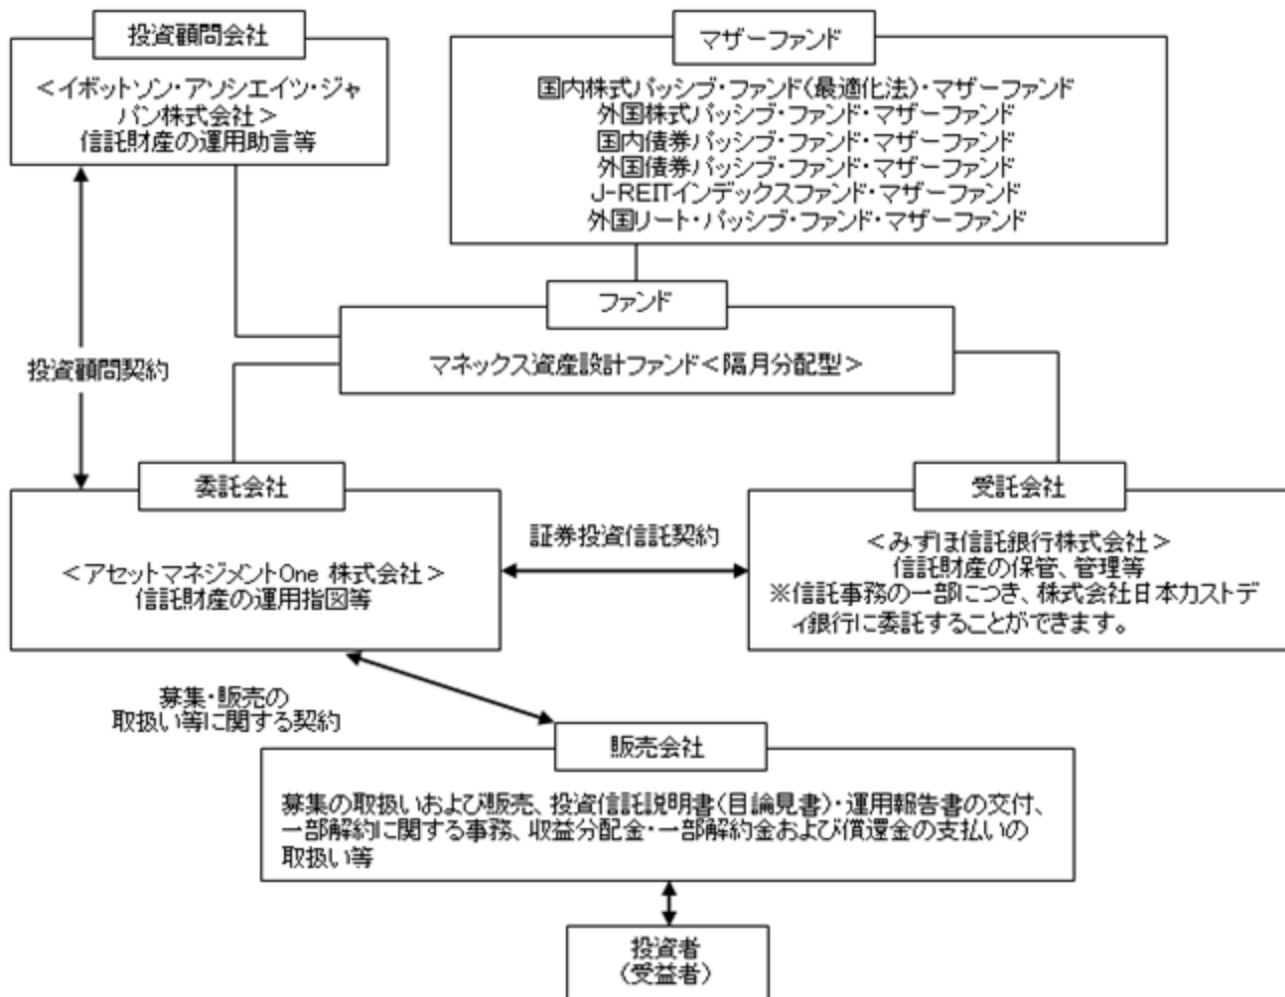 投資顧問会社
<イボットソン・アソシエイツ・ジャ
パン株式会社>
信託財産の運用助言等
マザーファンド
国内株式パッシブ・ファンド(最適化法)・マザーファンド
外国株式パッシブ・ファンド・マザーファンド
国内債券パッシブ・ファンド・マザーファンド
外国債券パッシブ・ファンド・マザーファンド
J-REITインデックスファンド・マザーファンド
外国リート・パッシブ・ファンド・マザーファンド
ファンド
マネックス資産設計ファンド<隔月分配型>
投資顧問契約
委託会社
<アセットマネジメントOne 株式会社>
信託財産の運用指図等
証券投資信託契約
受託会社
<みずほ信託銀行株式会社>
信託財産の保管、管理等
※信託事務の一部につき、株式会社日本カストデ
ィ銀行に委託することができます。
募集・販売の
取扱い等に関する契約
販売会社
募集の取扱いおよび販売、投資信託説明書(目論見書)・運用報告書の交付、
一部解約に関する事務、収益分配金・一部解約金および償還金の支払いの
取扱い等
投資者
(受益者)